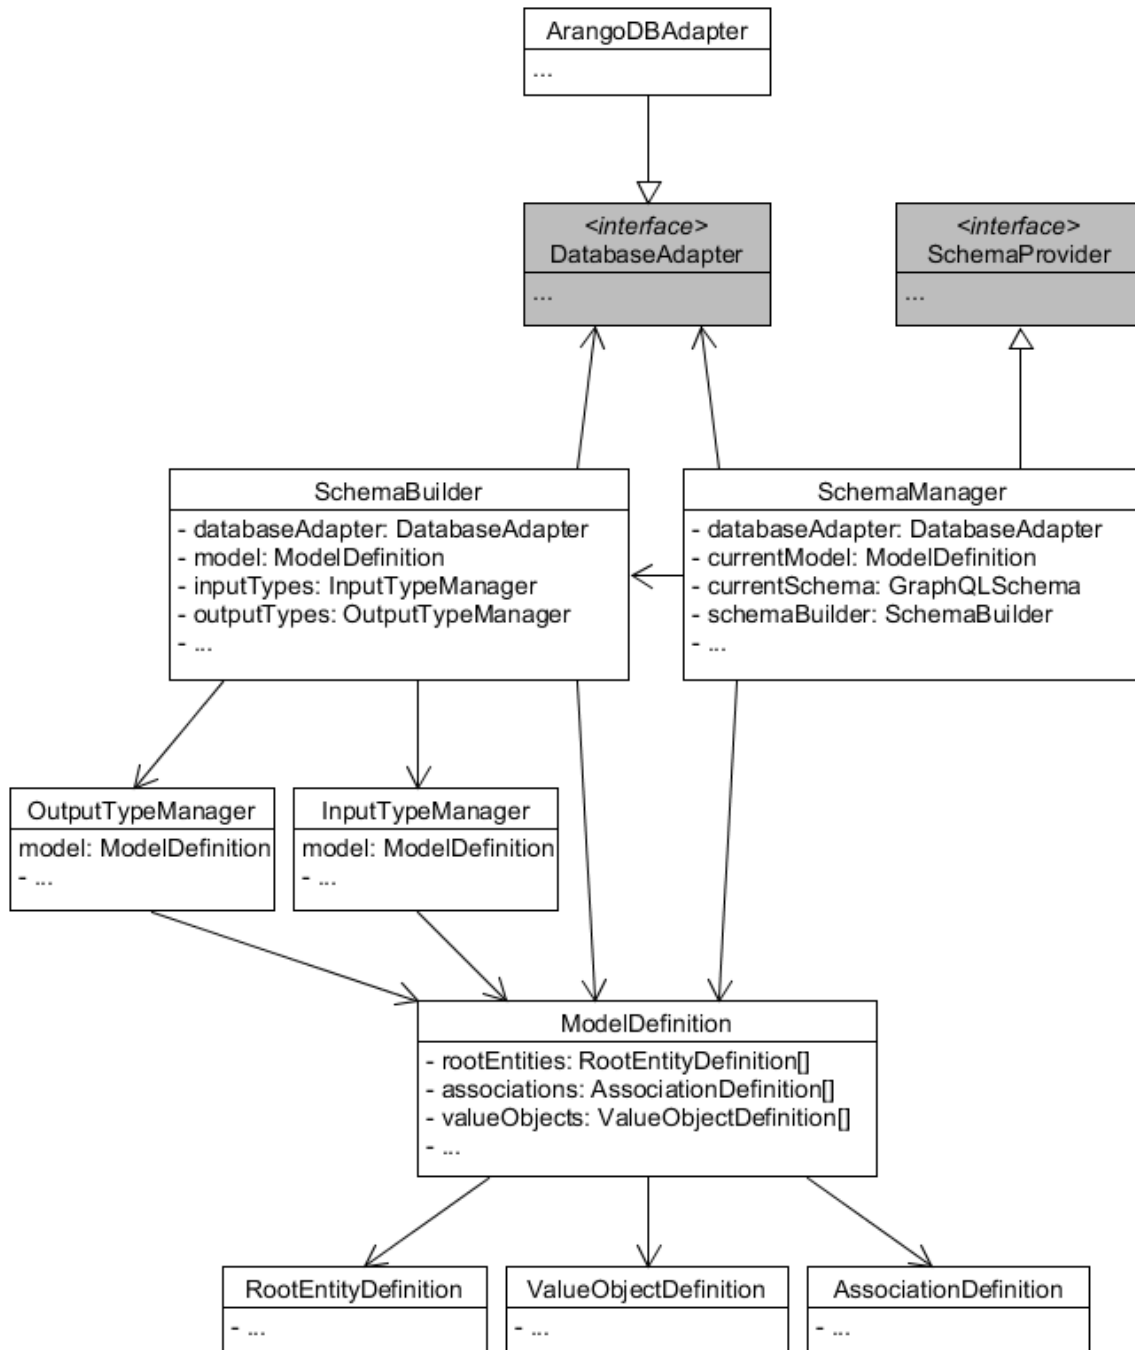 ArangoDBAdapter
...
<interface>
DatabaseAdapter
...
<interface>
SchemaProvider
...
SchemaBuilder
- databaseAdapter: DatabaseAdapter
- model: ModelDefinition
- inputTypes: InputTypeManager
- outputTypes: OutputTypeManager
- ...
SchemaManager
- databaseAdapter: DatabaseAdapter
- currentModel: ModelDefinition
- currentSchema: GraphQLSchema
- schemaBuilder: SchemaBuilder
- ...
OutputTypeManager
model: ModelDefinition
- ...
InputTypeManager
model: ModelDefinition
- ...
ModelDefinition
- rootEntities: RootEntityDefinition[]
- associations: AssociationDefinition[]
- valueObjects: ValueObjectDefinition[]
- ...
RootEntityDefinition
- ...
ValueObjectDefinition
- ...
AssociationDefinition
- ...